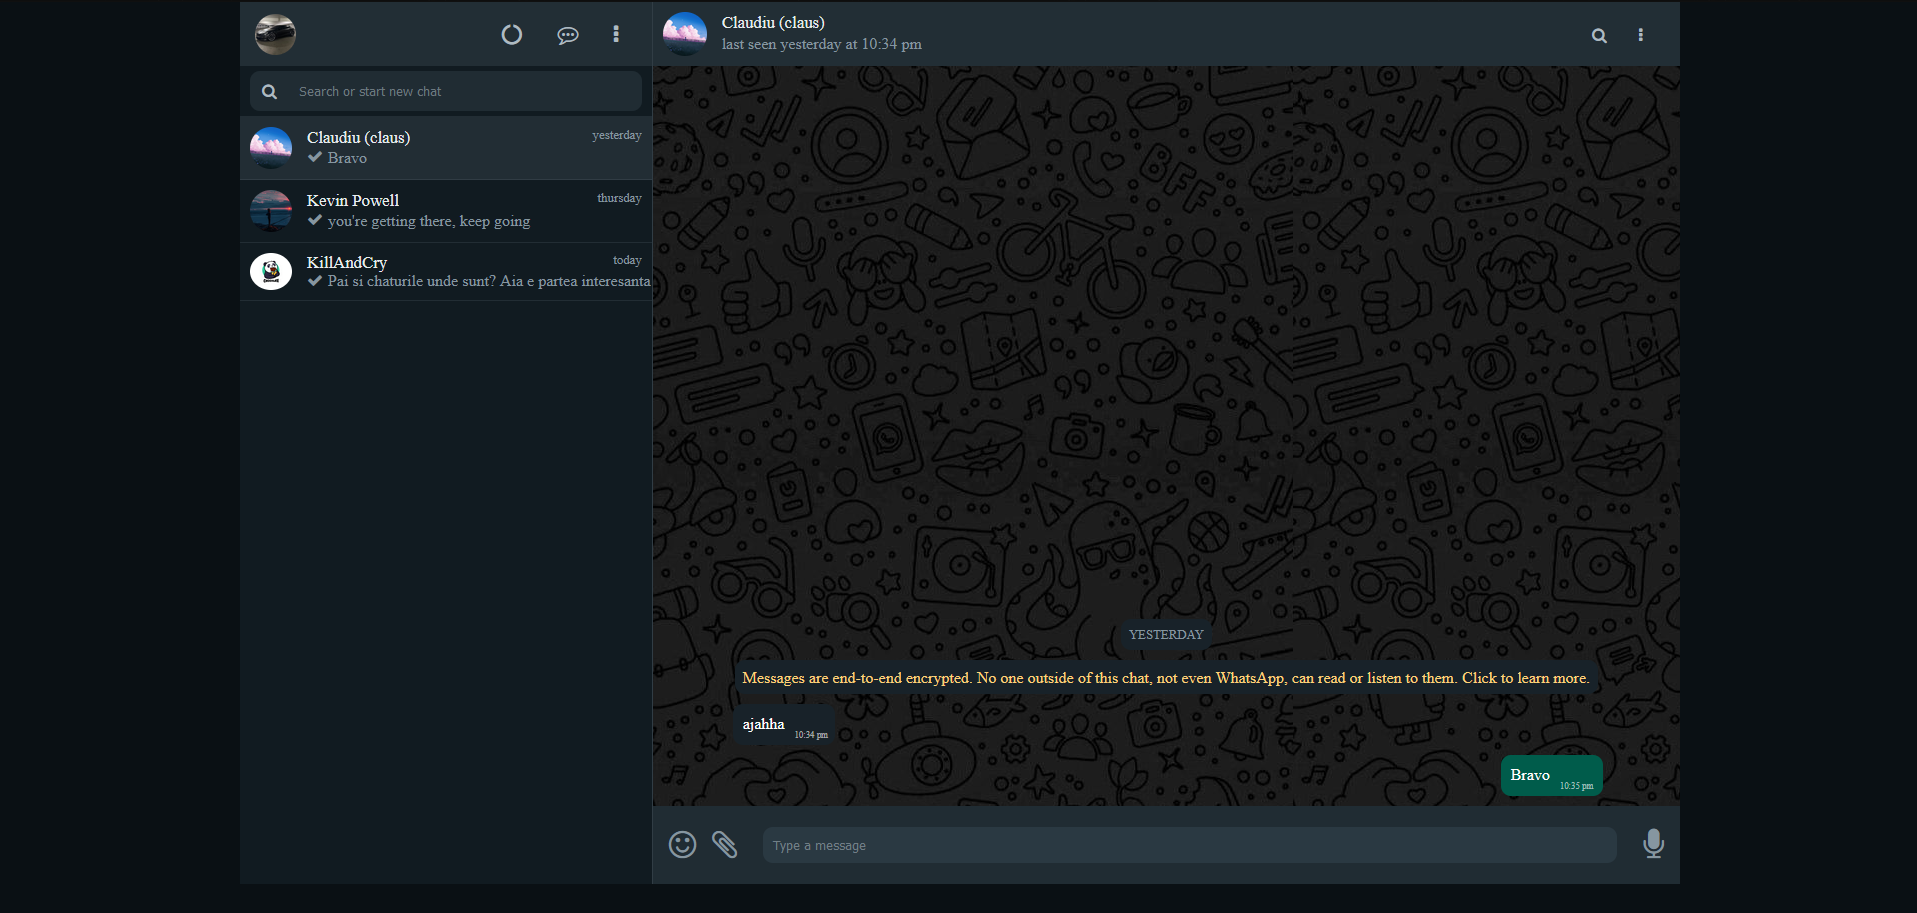 Search or start new chat
Claudiu (claus)
yesterday
Bravo
Kevin Powell
thursday
you're getting there, keep going
KillAndCry
today
Pai si chaturile unde sunt? Aia e partea interesanta
Claudiu (claus)
last seen yesterday at 10:34 pm
BFF
YESTERDAY
Messages are end-to-end encrypted. No one outside of this chat, not even WhatsApp, can read or listen to them. Click to learn more.
ajahha
10:34 pm
Bravo
10:35 pm
Type a message